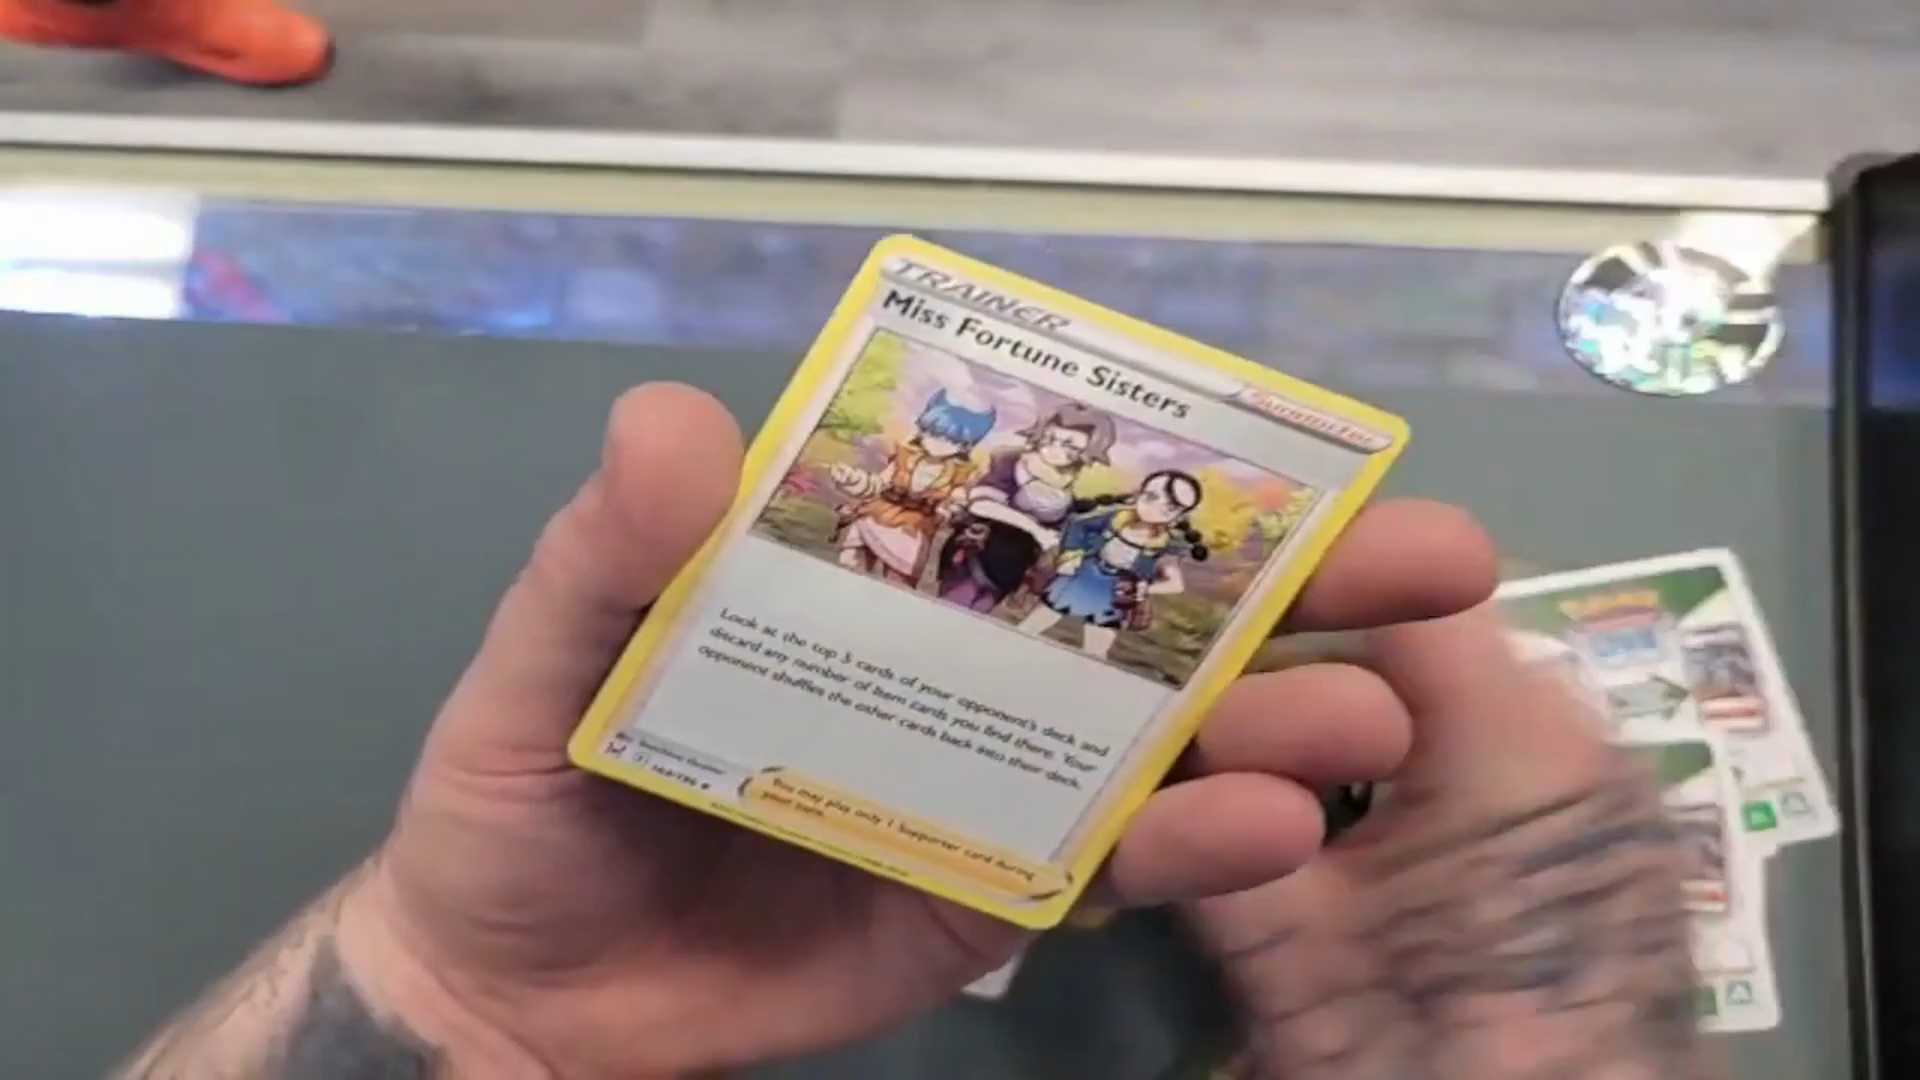 TRAINER
Miss Fortune Sisters
Supporter
Look at the top 5 cards of your opponent's deck and
discard any number of Item cards you find there. Your
opponent shuffles the other cards back into their deck.
You may play only 1 Supporter card during
your turn.